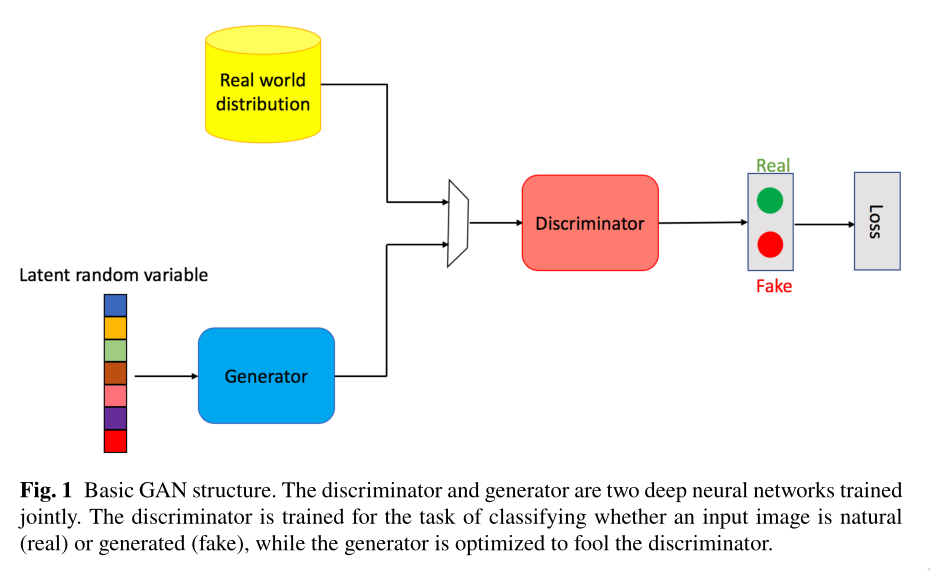 Real world
distribution
Real
Discriminator
Loss
Fake
Latent random variable
Generator
Fig. 1 Basic GAN structure. The discriminator and generator are two deep neural networks trained
jointly. The discriminator is trained for the task of classifying whether an input image is natural
(real) or generated (fake), while the generator is optimized to fool the discriminator.